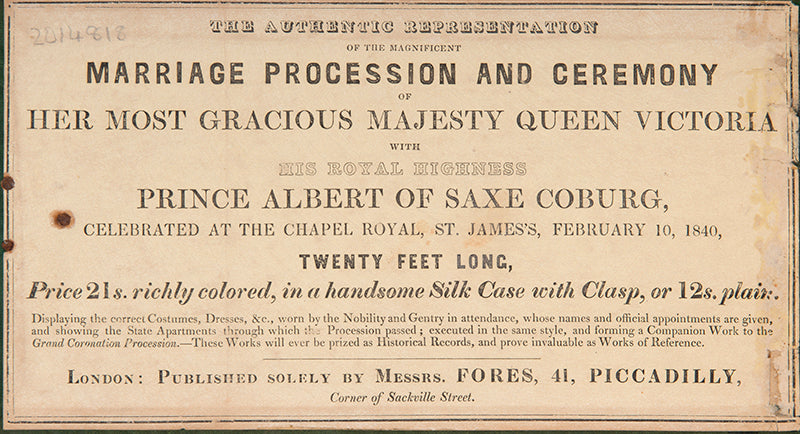 2014818
THE AUTHENTIC REPRESENTATION
OF THE MAGNIFICENT
MARRIAGE PROCESSION AND CEREMONY
OF
HER MOST GRACIOUS MAJESTY QUEEN VICTORIA
WITH
HIS ROYAL HIGHNESS
PRINCE ALBERT OF SAXE COBURG,
CELEBRATED AT THE CHAPEL ROYAL, ST. JAMES'S, FEBRUARY 10, 1840,
TWENTY FEET LONG,
Price 21s. richly colored, in a handsome Silk Case with Clasp, or 12s. plain.
Displaying the correct Costumes, Dresses, &c., worn by the Nobility and Gentry in attendance, whose names and official appointments are given,
and showing the State Apartments through which the Procession passed; executed in the same style, and forming a Companion Work to the
Grand Coronation Procession.—These Works will ever be prized as Historical Records, and prove invaluable as Works of Reference.
LONDON: PUBLISHED SOLELY BY MESSRS. FORES, 41, PICCADILLY,
Corner of Sackville Street.